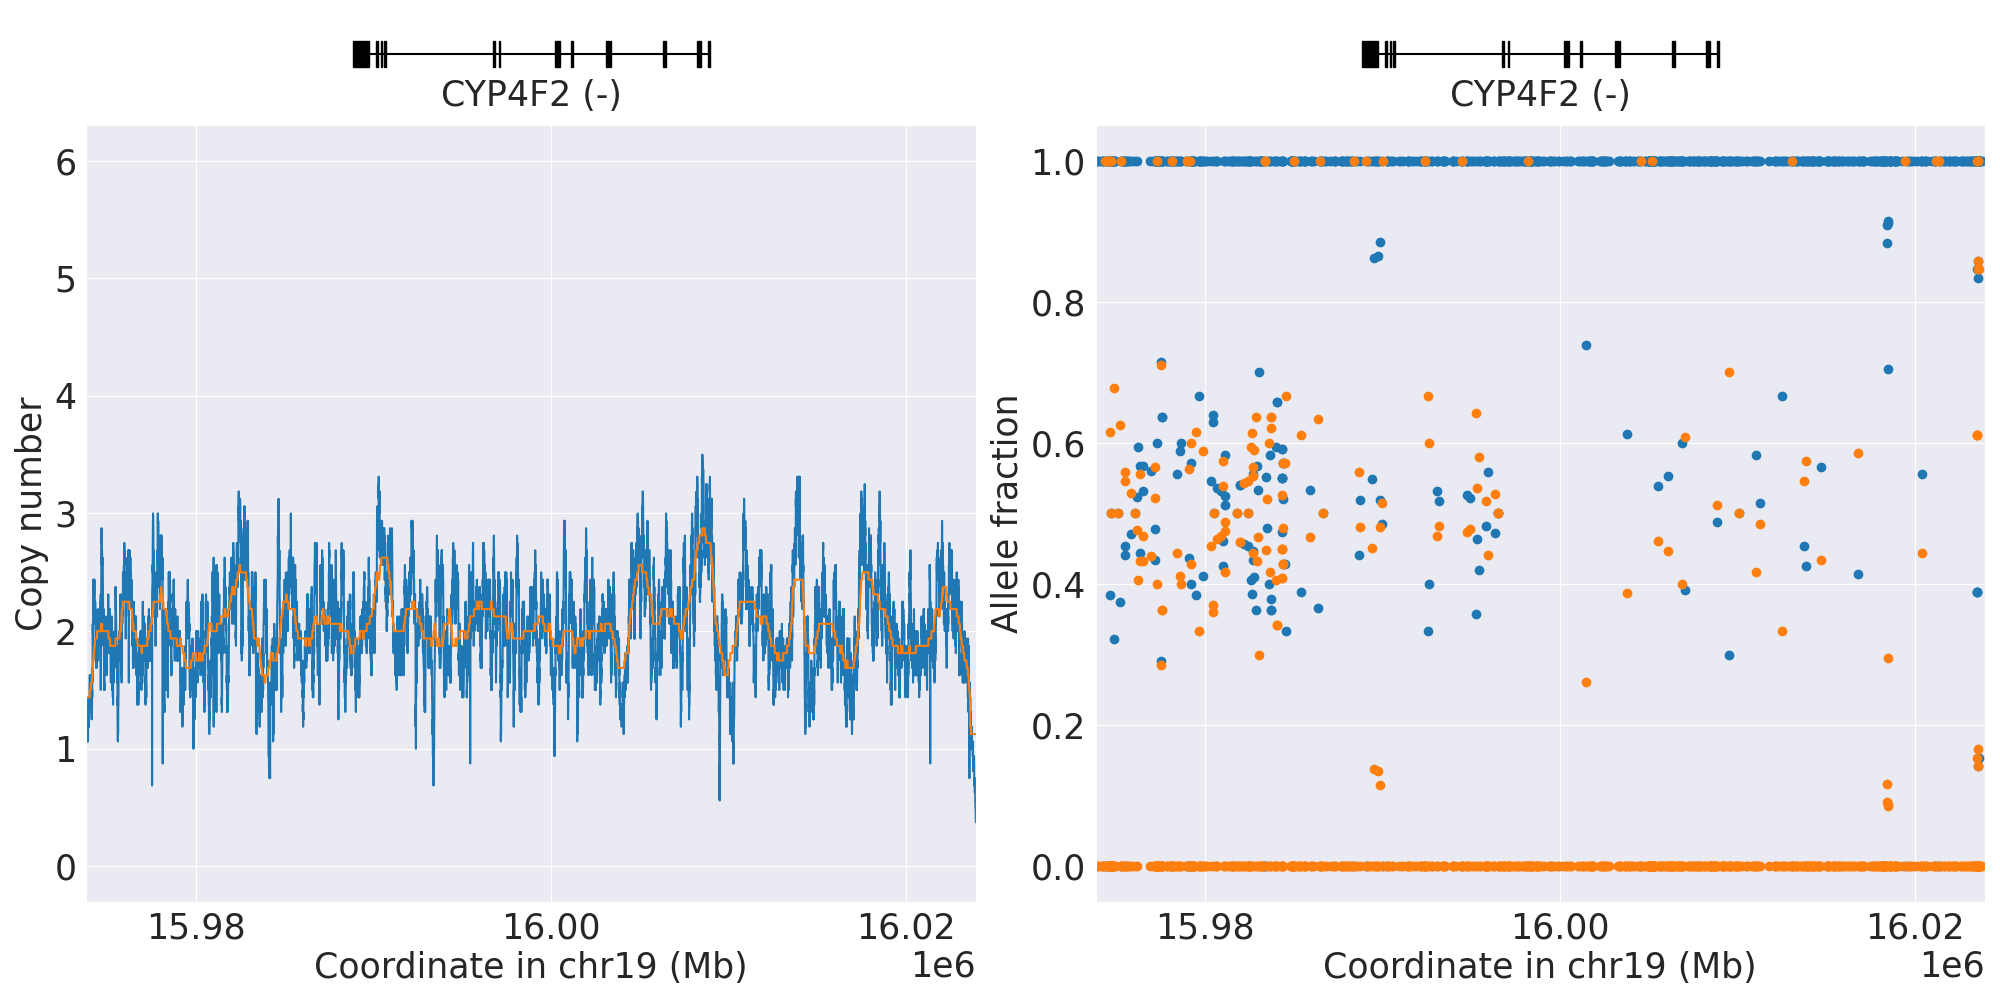 CYP4F2 (-)
6
5
4
3
2
1
0
Copy number
15.98
16.00
16.02
Coordinate in chr19 (Mb)
1e6
CYP4F2 (-)
1.0
0.8
0.6
0.4
0.2
0.0
Allele fraction
15.98
16.00
16.02
Coordinate in chr19 (Mb)
1e6